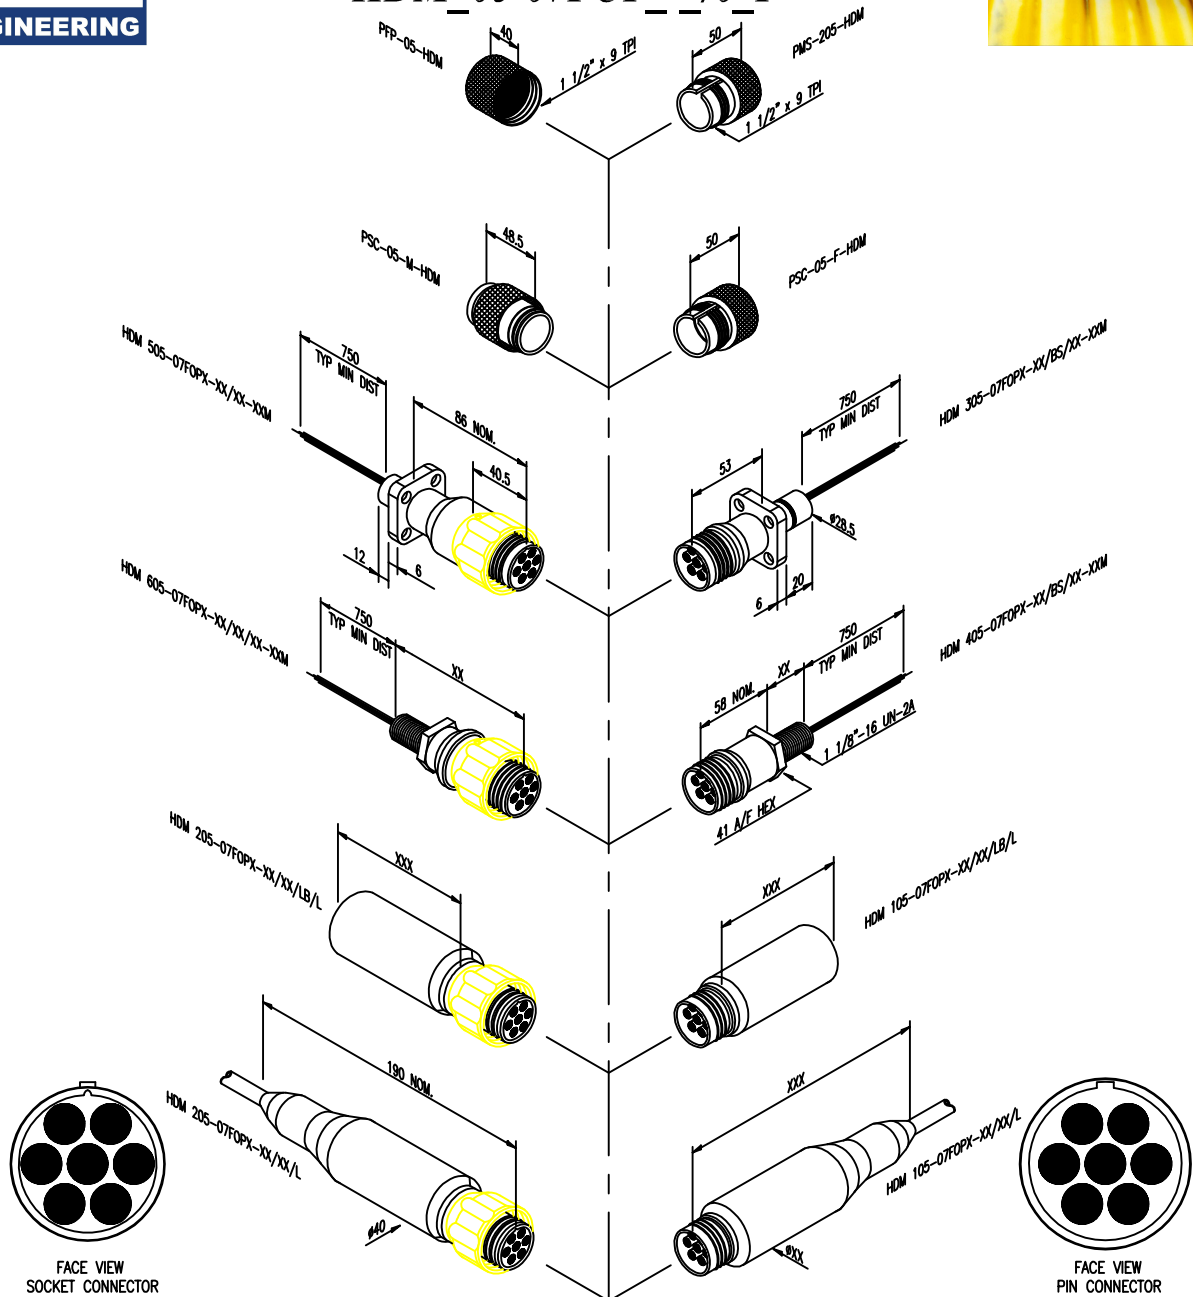 GINEERING
40
PFP-05-HDM
1 1/2" x 9 TPI
50
PMS-205-HDM
1 1/2" x 9 TPI
48.5
PSC-05-M-HDM
50
PSC-05-F-HDM
HDM 505-07FOPX-XX/XX-XXM
750
TYP MIN DIST
86 NOM.
40.5
12
6
750
TYP MIN DIST
HDM 305-07FOPX-XX/BS/XX-XXM
53
ø28.5
6
20
HDM 605-07FOPX-XX/XX/XX-XXM
750
TYP MIN DIST
XX
750
TYP MIN DIST
HDM 405-07FOPX-XX/BS/XX-XXM
58 NOM.
XX
1 1/8"-16 UN-2A
41 A/F HEX
HDM 205-07FOPX-XX/XX/LB/L
XXX
XXX
HDM 105-07FOPX-XX/XX/LB/L
190 NOM.
HDM 205-07FOPX-XX/XX/L
ø40
XXX
HDM 105-07FOPX-XX/XX/L
øXX
FACE VIEW
SOCKET CONNECTOR
FACE VIEW
PIN CONNECTOR